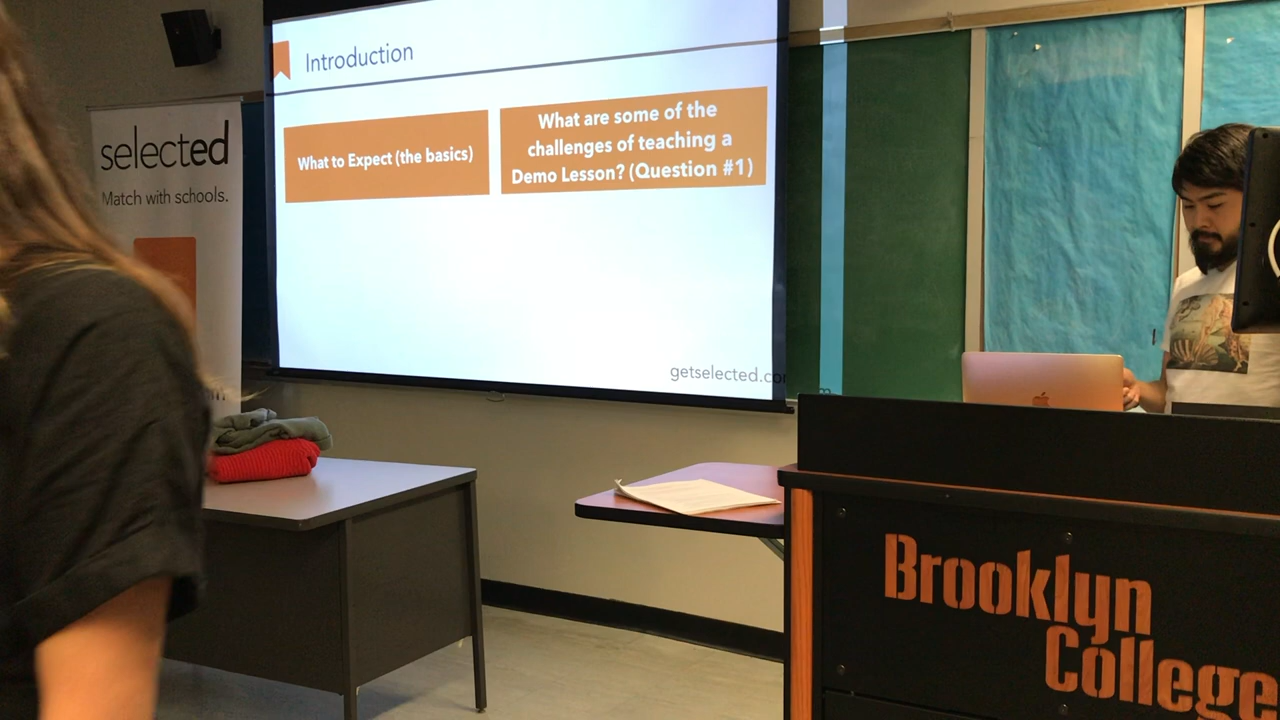 Introduction
What to Expect (the basics)
What are some of the
challenges of teaching a
Demo Lesson? (Question #1)
getselected.com
selected
Match with schools.
Brooklyn
College